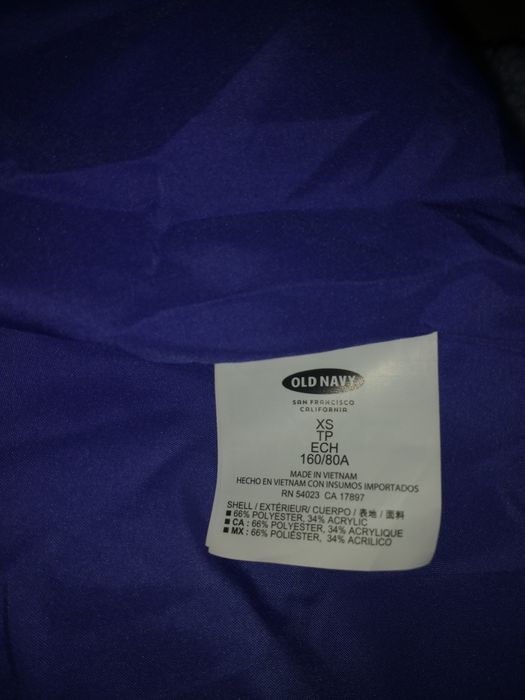 OLD NAVY
SAN FRANCISCO
CALIFORNIA
XS
TP
ECH
160/80A
MADE IN VIETNAM
HECHO EN VIETNAM CON INSUMOS IMPORTADOS
RN 54023 CA 17897
SHELL / EXTÉRIEUR/ CUERPO / 表地 / 面料
■ 66% POLYESTER, 34% ACRYLIC
■ CA : 66% POLYESTER, 34% ACRYLIQUE
■ MX : 66% POLIÉSTER, 34% ACRILICO